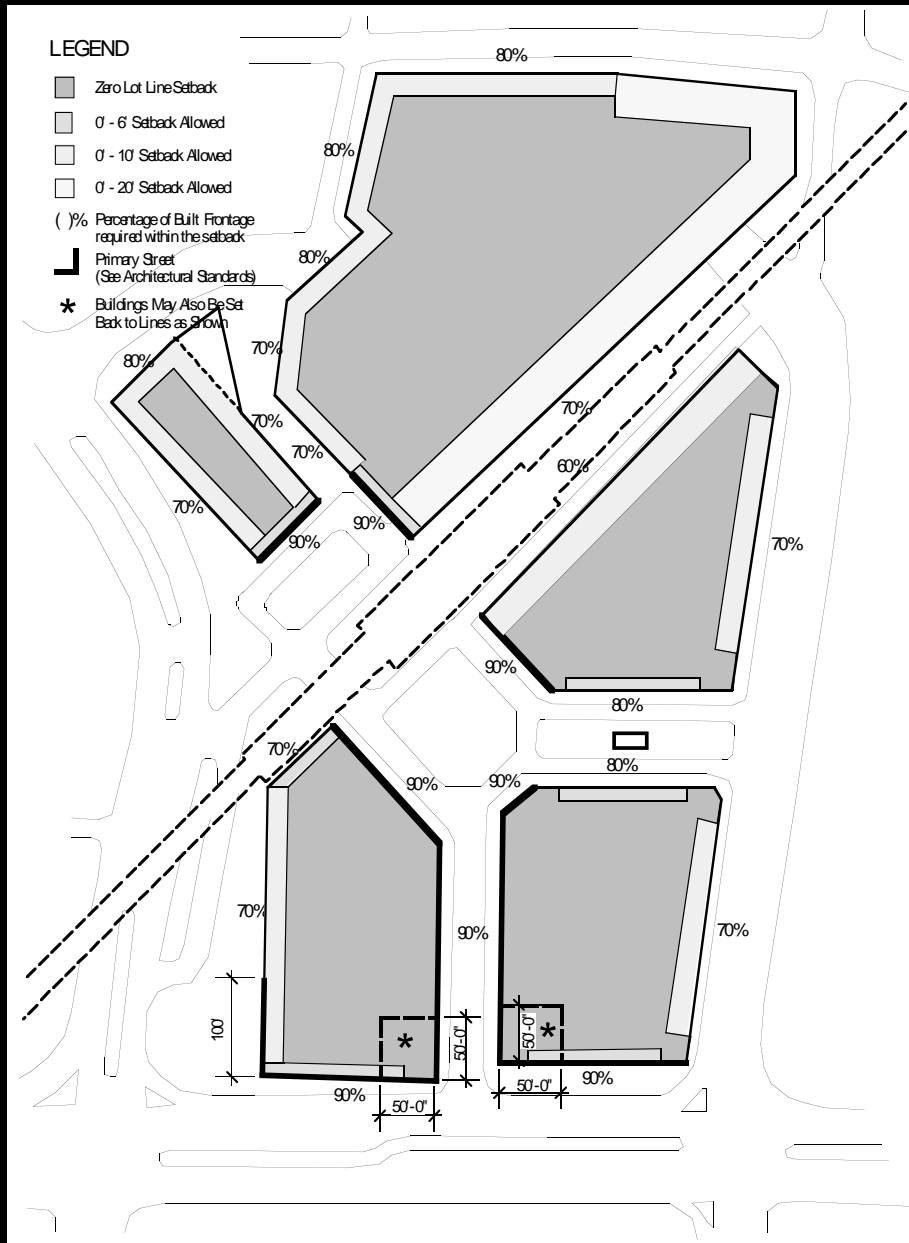 LEGEND
Zero Lot Line Setback
0' - 6' Setback Allowed
0' - 10' Setback Allowed
0' - 20' Setback Allowed
( )% Percentage of Built Frontage
required within the setback
Primary Street
(See Architectural Standards)
* Buildings May Also Be Set
Back to Lines as Shown
80%
80%
80%
70%
80%
70%
70%
70%
70%
60%
90%
90%
70%
90%
80%
80%
70%
90%
90%
70%
90%
70%
100'
*
50'-0"
50'-0"
*
90%
50'-0"
50'-0"
90%